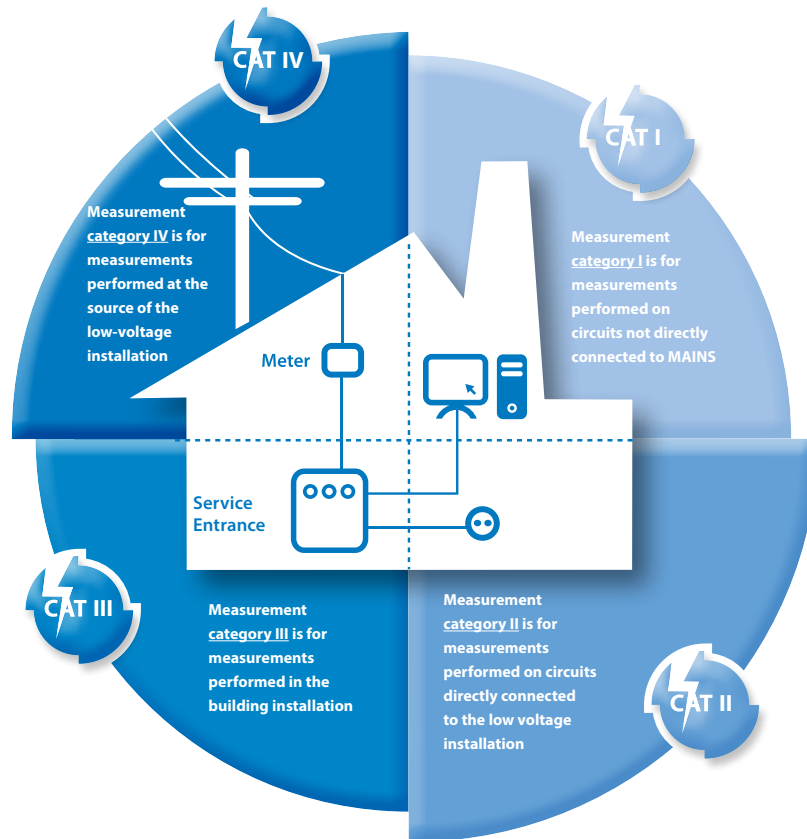 CAT IV
Measurement
category IV is for
measurements
performed at the
source of the
low-voltage
installation
CAT I
Measurement
category I is for
measurements
performed on
circuits not directly
connected to MAINS
Meter
Service
Entrance
CAT III
Measurement
category III is for
measurements
performed in the
building installation
CAT II
Measurement
category II is for
measurements
performed on circuits
directly connected
to the low voltage
installation